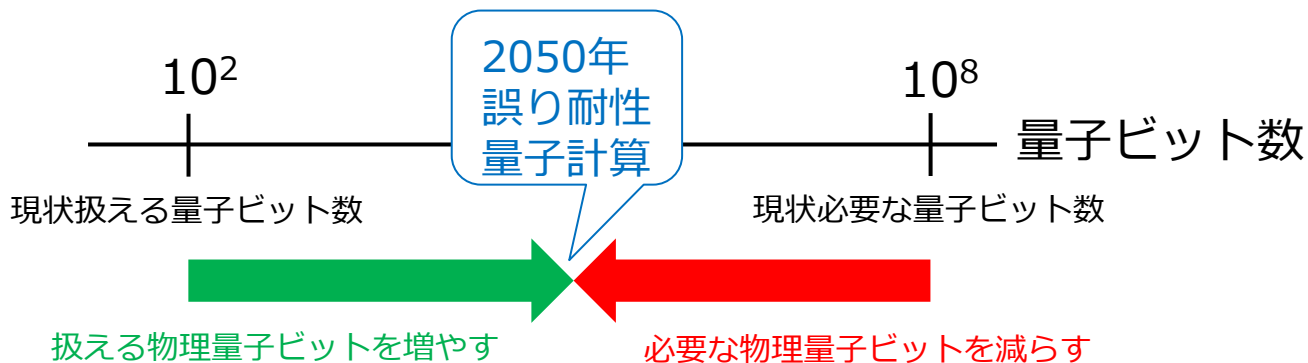 2050年
誤り耐性
量子計算
10²
10⁸
量子ビット数
現状扱える量子ビット数
現状必要な量子ビット数
扱える物理量子ビットを増やす
必要な物理量子ビットを減らす